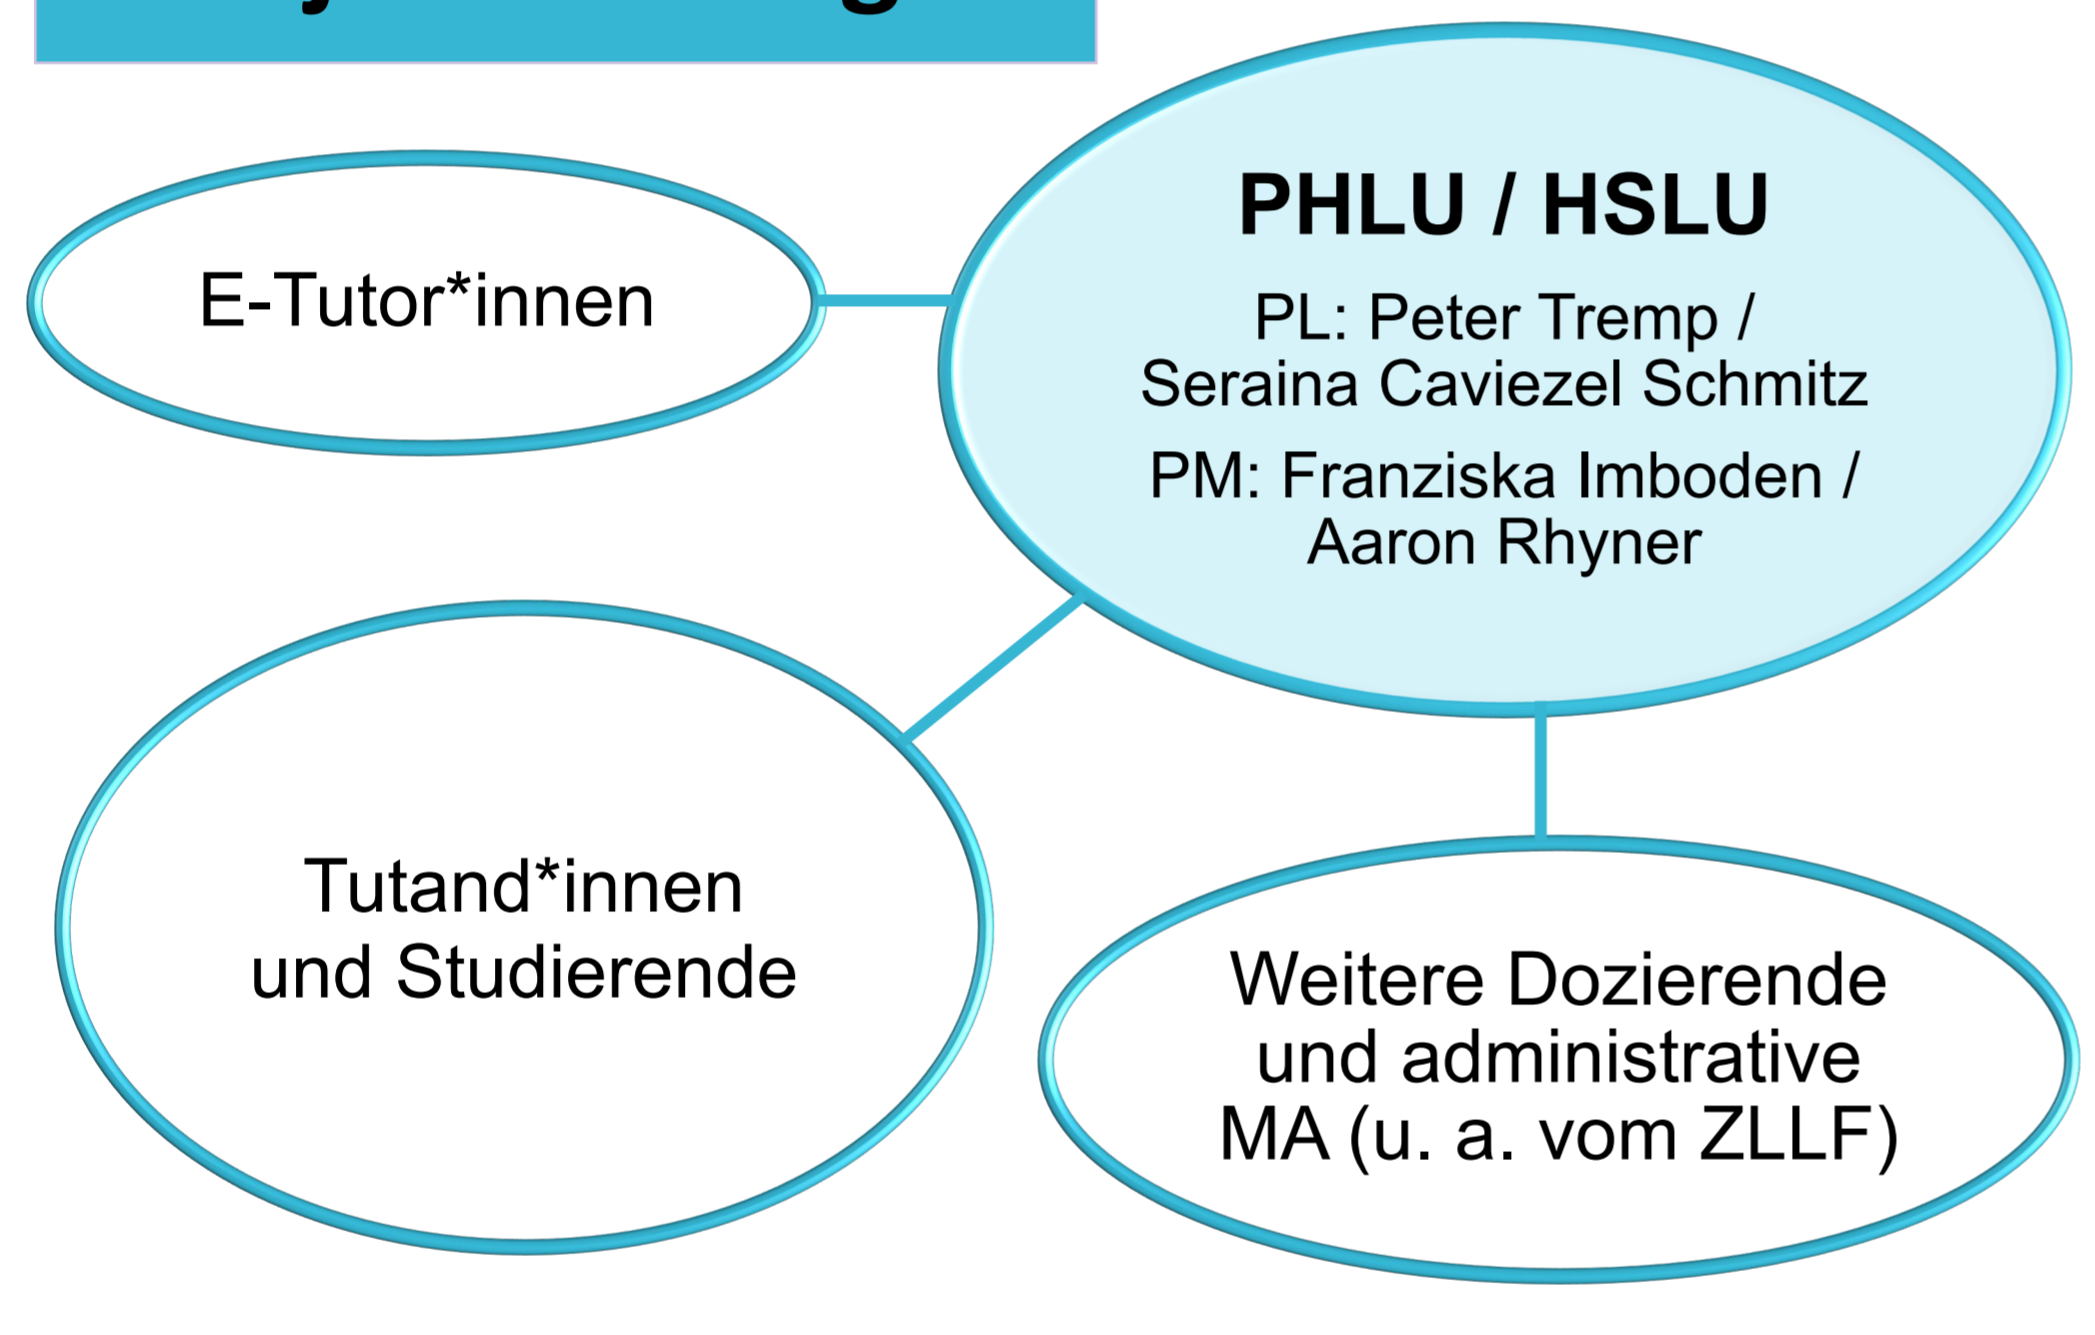 PHLU / HSLU
PL: Peter Tremp /
Seraina Caviezel Schmitz
PM: Franziska Imboden /
Aaron Rhyner
E-Tutor*innen
Tutand*innen
und Studierende
Weitere Dozierende
und administrative
MA (u. a. vom ZLLF)